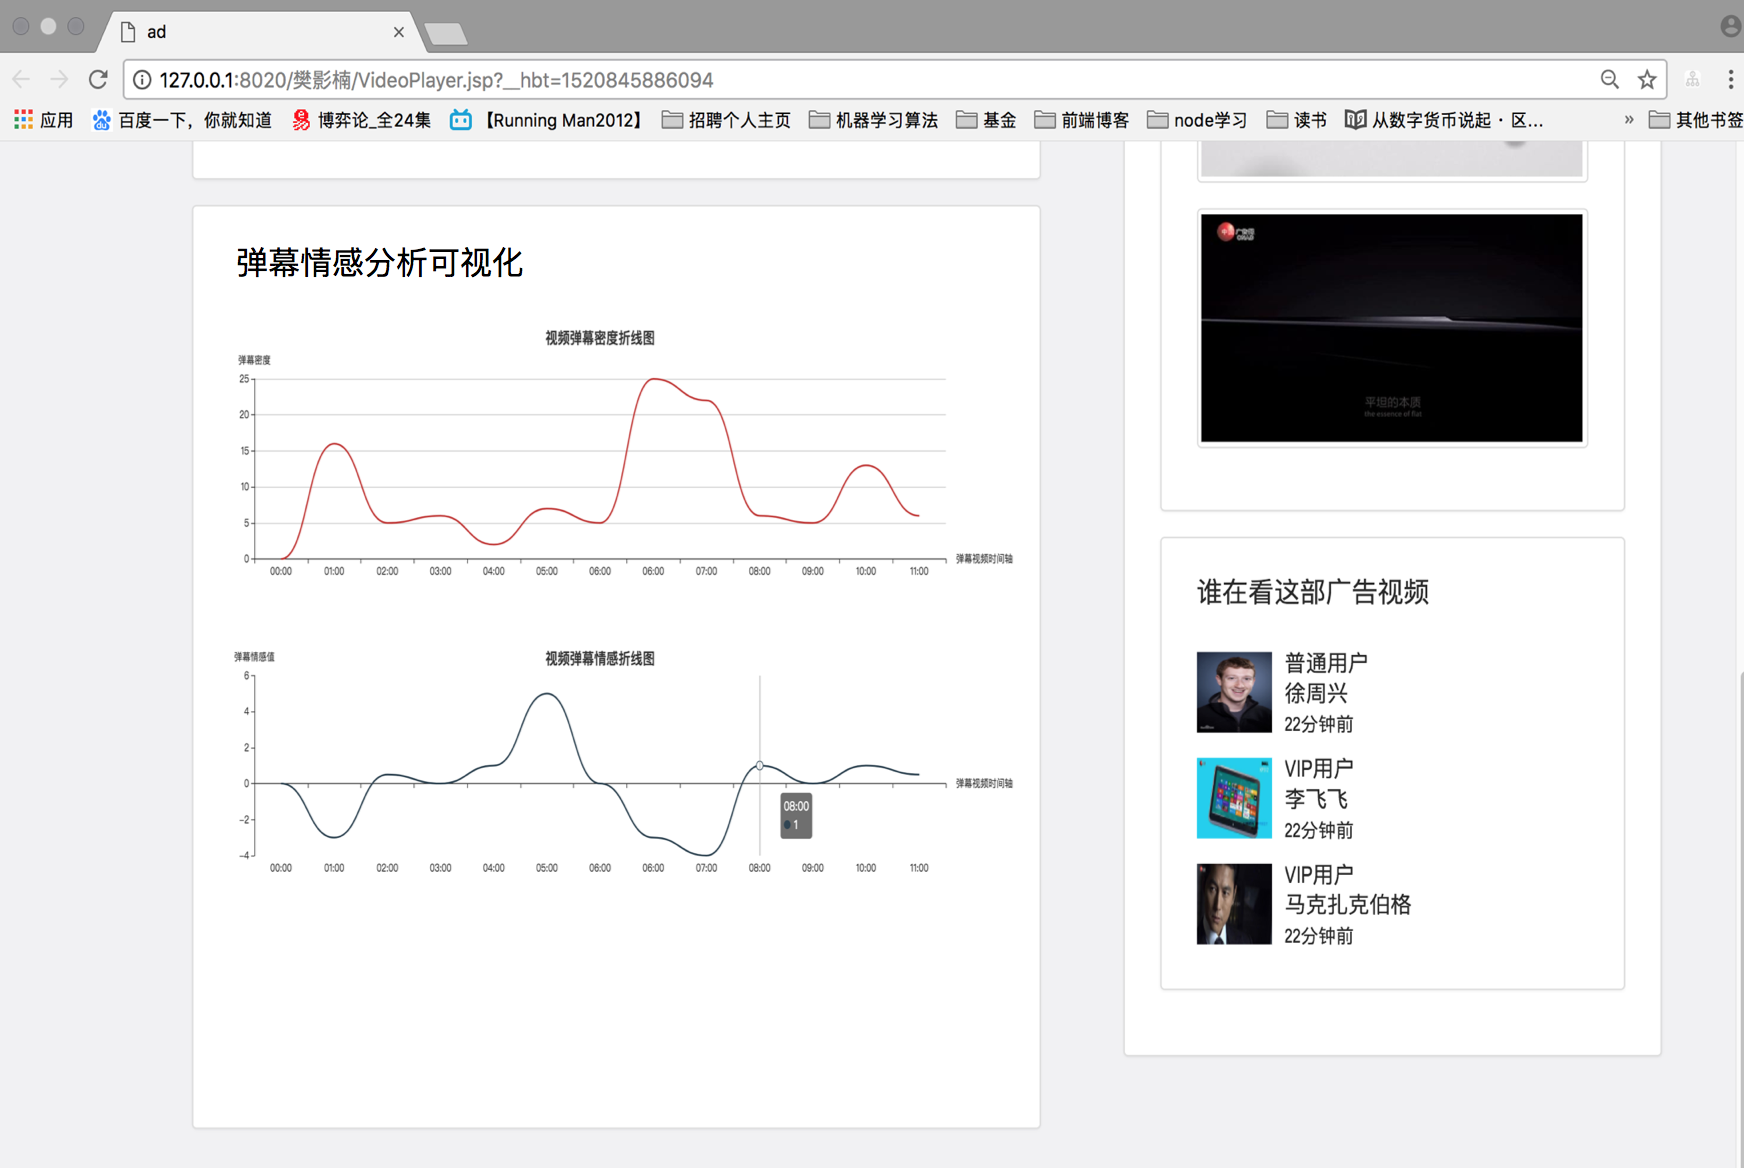 ad
127.0.0.1:8020/樊影楠/VideoPlayer.jsp?__hbt=1520845886094
应用 百度一下，你就知道 博弈论_全24集 【Running Man2012】 招聘个人主页 机器学习算法 基金 前端博客 node学习 读书 从数字货币说起·区... » 其他书签
弹幕情感分析可视化
视频弹幕密度折线图
弹幕密度
25
20
15
10
5
0
00:00 01:00 02:00 03:00 04:00 05:00 06:00 06:00 07:00 08:00 09:00 10:00 11:00
弹幕视频时间轴
视频弹幕情感折线图
弹幕情感值
6
4
2
0
-2
-4
弹幕视频时间轴
08:00
1
00:00 01:00 02:00 03:00 04:00 05:00 06:00 06:00 07:00 08:00 09:00 10:00 11:00
平坦的本质
the essence of flat
谁在看这部广告视频
普通用户
徐周兴
22分钟前
VIP用户
李飞飞
22分钟前
VIP用户
马克扎克伯格
22分钟前